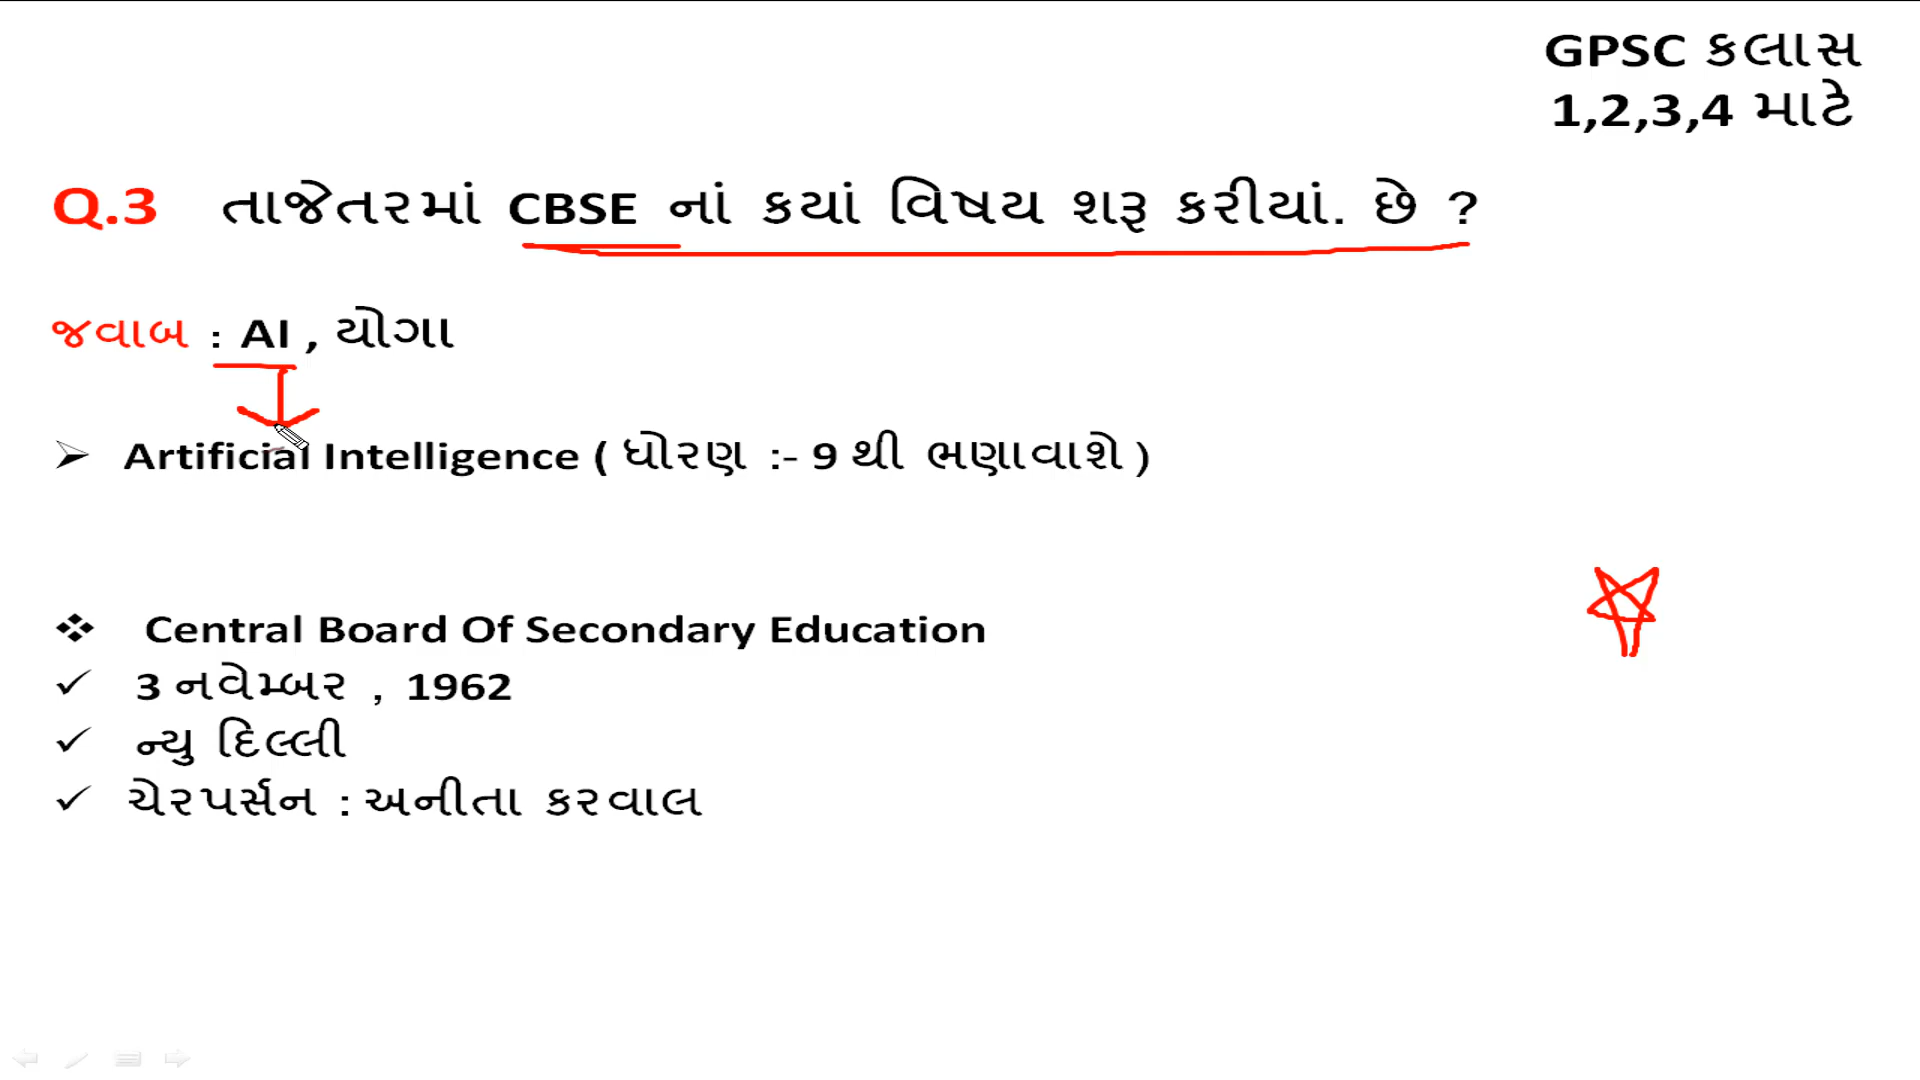 GPSC કલાસ
1,2,3,4 માટે
Q.3 તાજેતરમાં CBSE નાં કયાં વિષય શરૂ કરીયાં. છે ?
જવાબ : AI , યોગા
Artificial Intelligence ( ધોરણ :- 9 થી ભણાવાશે )
Central Board Of Secondary Education
3 નવેમ્બર , 1962
ન્યુ દિલ્લી
ચેરપર્સન : અનીતા કરવાલ